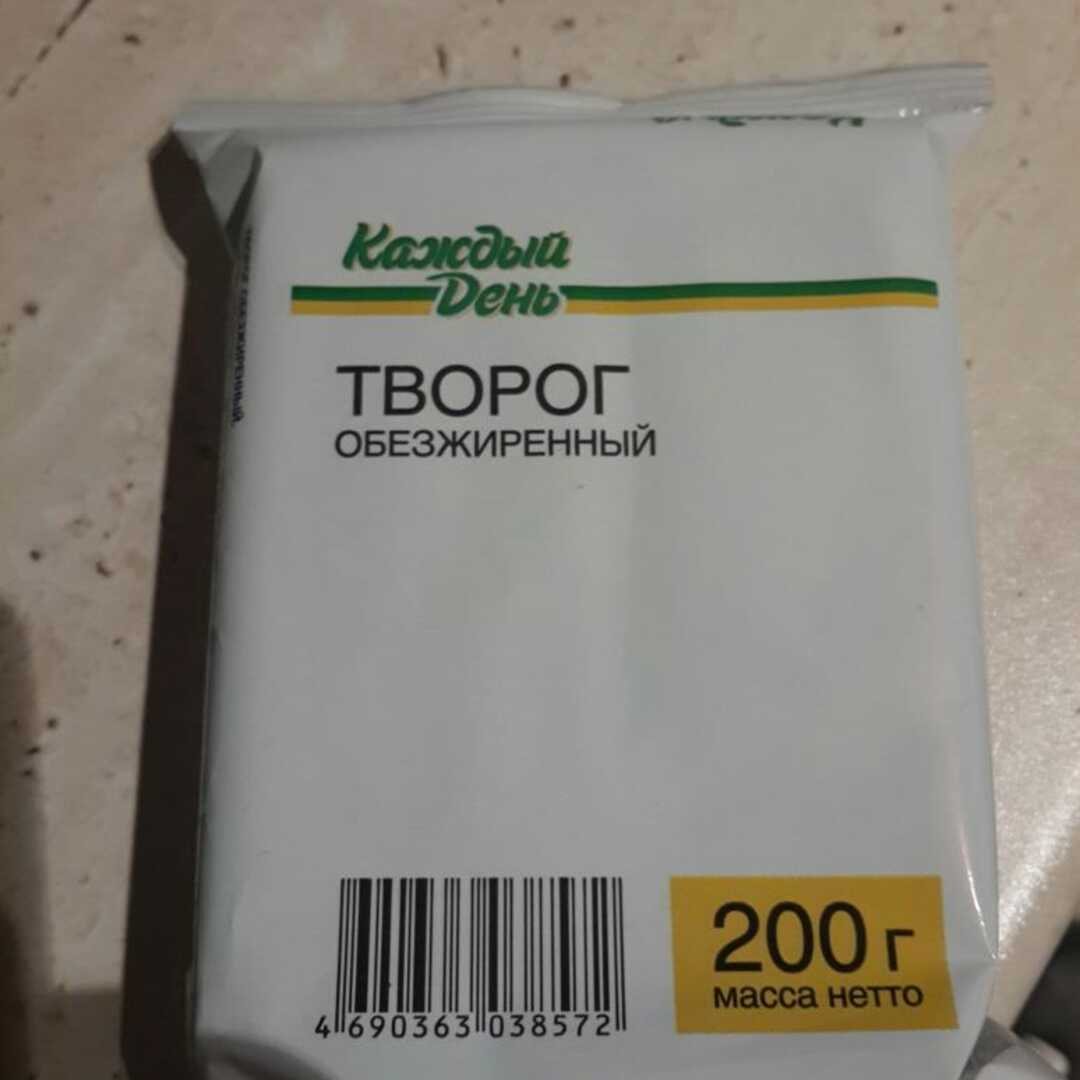 Каждый
День
ТВОРОГ
ОБЕЗЖИРЕННЫЙ
200 г
масса нетто
4 690363 038572